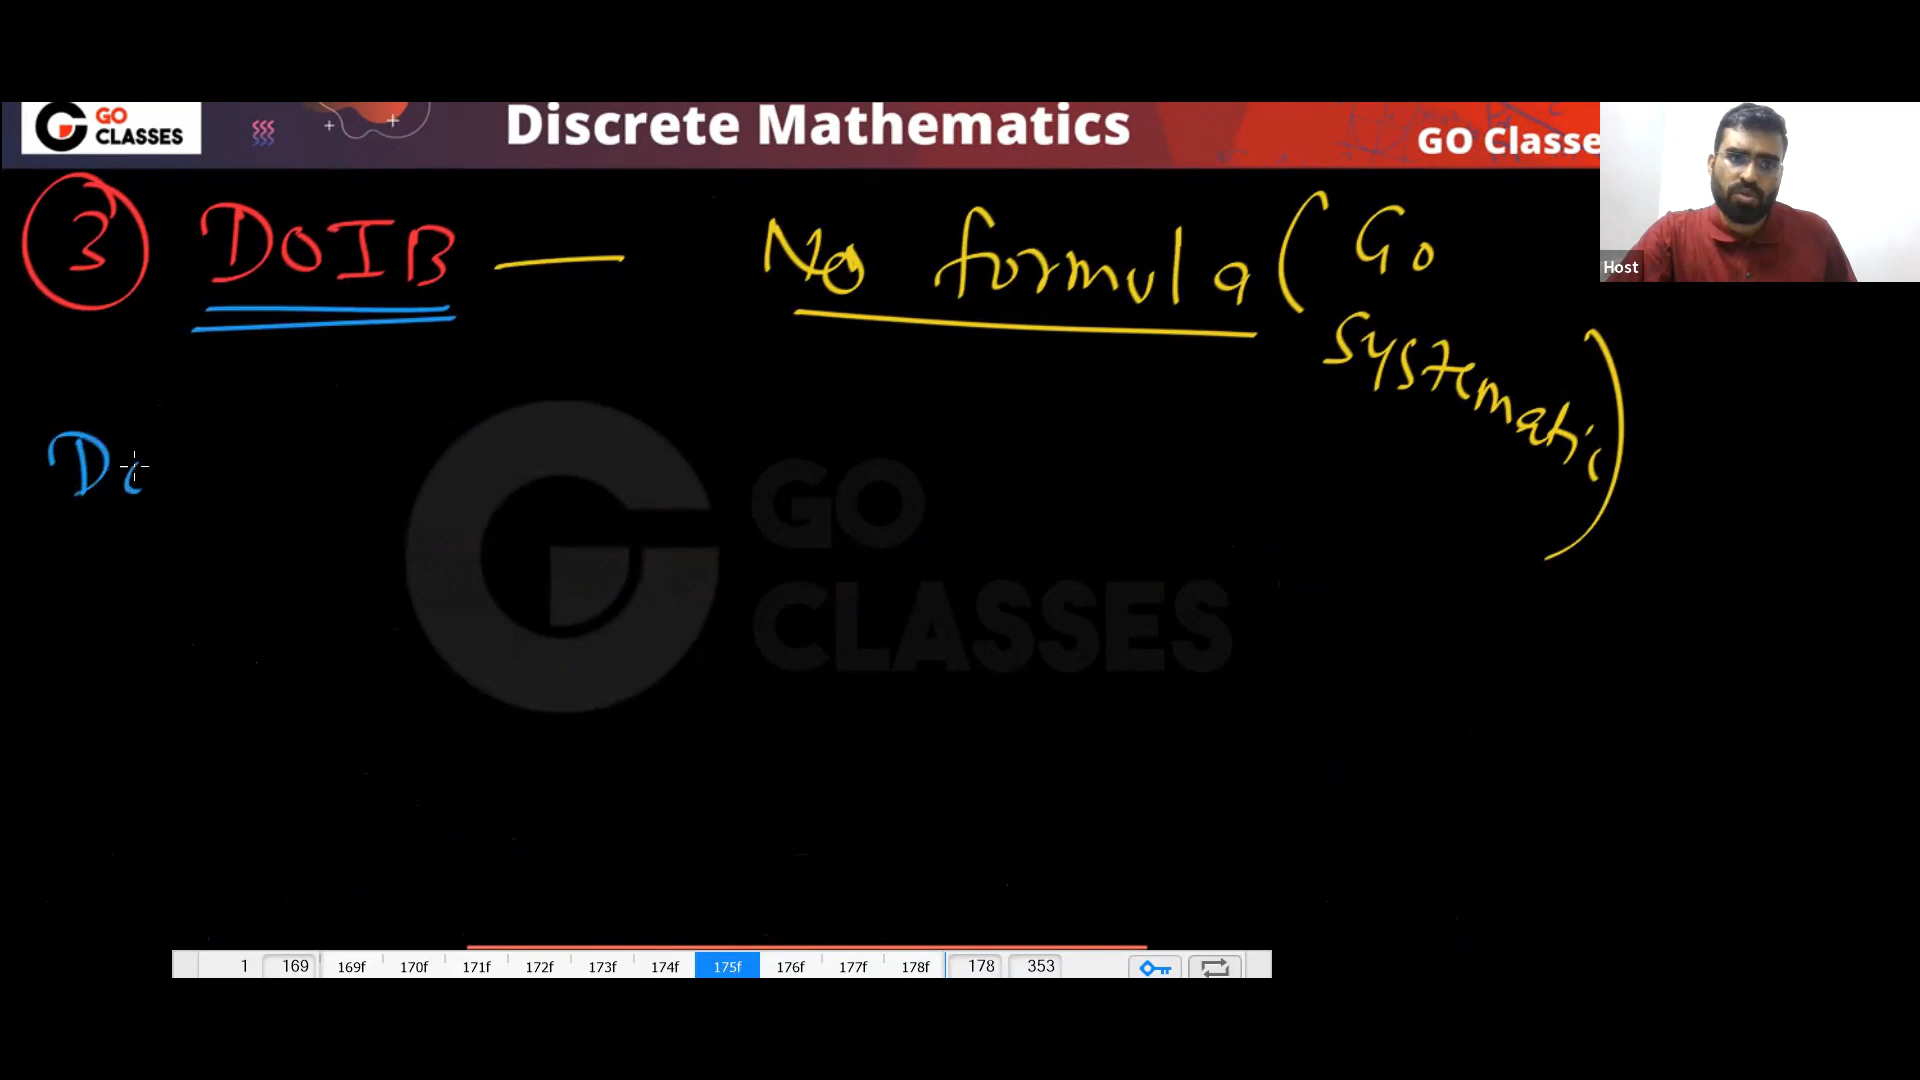 GO
CLASSES
Discrete Mathematics
GO Classe
Host
3 DOIB — No formula (Go
systematic)
Di
GO
CLASSES
1 169 169f 170f 171f 172f 173f 174f 175f 176f 177f 178f 178 353